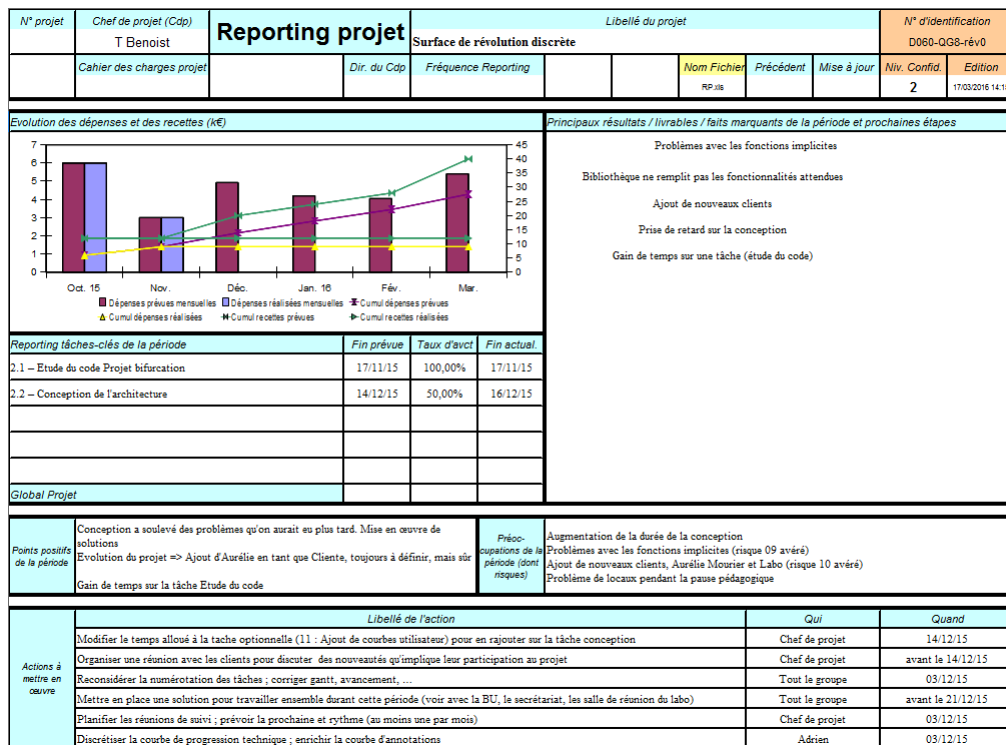 N° projet
Chef de projet (Cdp)
Reporting projet
Libellé du projet
N° d'identification
T Benoist
Surface de révolution discrète
D060-QG8-rév0
Cahier des charges projet
Dir. du Cdp
Fréquence Reporting
Nom Fichier
Précédent
Mise à jour
Niv. Confid.
Edition
RP.xls
2
17/03/2016 14:1
Evolution des dépenses et des recettes (k€)
7
6
5
4
3
2
1
0
45
40
35
30
25
20
15
10
5
0
Oct. 15
Nov.
Déc.
Jan. 16
Fév.
Mar.
Dépenses prévues mensuelles
Dépenses réalisées mensuelles
Cumul dépenses prévues
Cumul dépenses réalisées
Cumul recettes prévues
Cumul recettes réalisées
Principaux résultats / livrables / faits marquants de la période et prochaines étapes
Problèmes avec les fonctions implicites
Bibliothèque ne remplit pas les fonctionnalités attendues
Ajout de nouveaux clients
Prise de retard sur la conception
Gain de temps sur une tâche (étude du code)
Reporting tâches-clés de la période
Fin prévue
Taux d'avct
Fin actual.
2.1 – Etude du code Projet bifurcation
17/11/15
100,00%
17/11/15
2.2 – Conception de l'architecture
14/12/15
50,00%
16/12/15
Global Projet
Points positifs
de la période
Conception a soulevé des problèmes qu'on aurait eu plus tard. Mise en œuvre de
solutions
Evolution du projet => Ajout d'Aurélie en tant que Cliente, toujours à définir, mais sûr
Gain de temps sur la tâche Etude du code
Préoc-
cupations de la
période (dont
risques)
Augmentation de la durée de la conception
Problèmes avec les fonctions implicites (risque 09 avéré)
Ajout de nouveaux clients, Aurélie Mourier et Labo (risque 10 avéré)
Problème de locaux pendant la pause pédagogique
Actions à
mettre en
œuvre
Libellé de l'action
Qui
Quand
Modifier le temps alloué à la tache optionnelle (11 : Ajout de courbes utilisateur) pour en rajouter sur la tâche conception
Chef de projet
14/12/15
Organiser une réunion avec les clients pour discuter des nouveautés qu'implique leur participation au projet
Chef de projet
avant le 14/12/15
Reconsidérer la numérotation des tâches ; corriger gantt, avancement, ...
Tout le groupe
03/12/15
Mettre en place une solution pour travailler ensemble durant cette période (voir avec la BU, le secrétariat, les salle de réunion du labo)
Tout le groupe
avant le 21/12/15
Planifier les réunions de suivi ; prévoir la prochaine et rythme (au moins une par mois)
Chef de projet
03/12/15
Discrétiser la courbe de progression technique ; enrichir la courbe d'annotations
Adrien
03/12/15